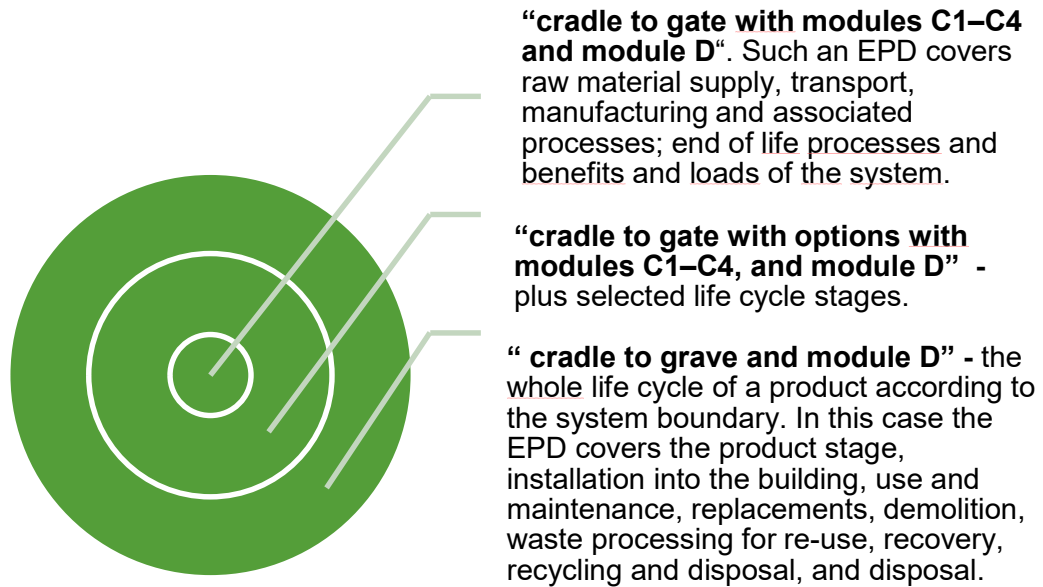 “cradle to gate with modules C1–C4
and module D“. Such an EPD covers
raw material supply, transport,
manufacturing and associated
processes; end of life processes and
benefits and loads of the system.
“cradle to gate with options with
modules C1–C4, and module D” -
plus selected life cycle stages.
“ cradle to grave and module D” - the
whole life cycle of a product according to
the system boundary. In this case the
EPD covers the product stage,
installation into the building, use and
maintenance, replacements, demolition,
waste processing for re-use, recovery,
recycling and disposal, and disposal.